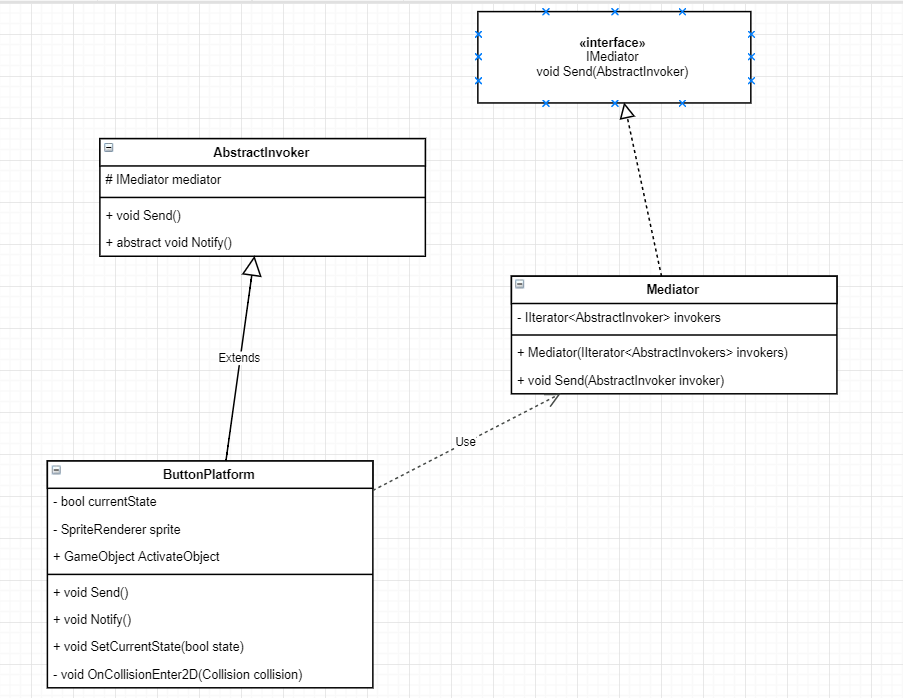 «interface»
IMediator
void Send(AbstractInvoker)
AbstractInvoker
# IMediator mediator
+ void Send()
+ abstract void Notify()
Mediator
- IIterator<AbstractInvoker> invokers
+ Mediator(IIterator<AbstractInvokers> invokers)
+ void Send(AbstractInvoker invoker)
Extends
Use
ButtonPlatform
- bool currentState
- SpriteRenderer sprite
+ GameObject ActivateObject
+ void Send()
+ void Notify()
+ void SetCurrentState(bool state)
- void OnCollisionEnter2D(Collision collision)